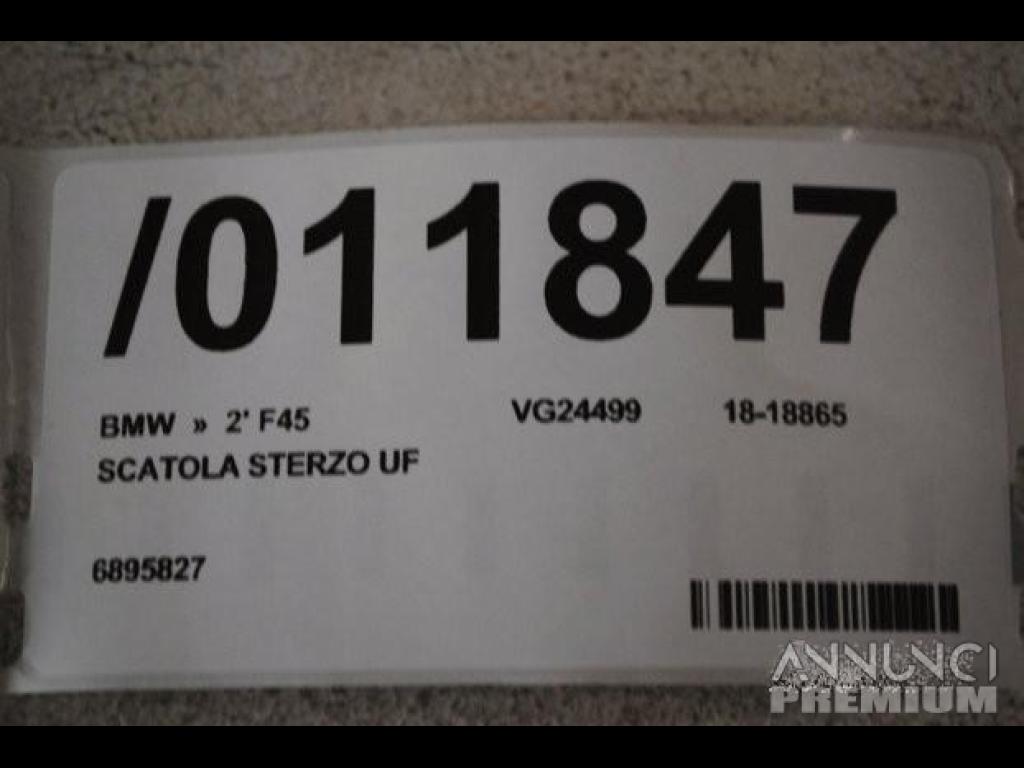 /011847
BMW » 2' F45 VG24499 18-18865
SCATOLA STERZO UF
6895827
ANNUNCI
PREMIUM